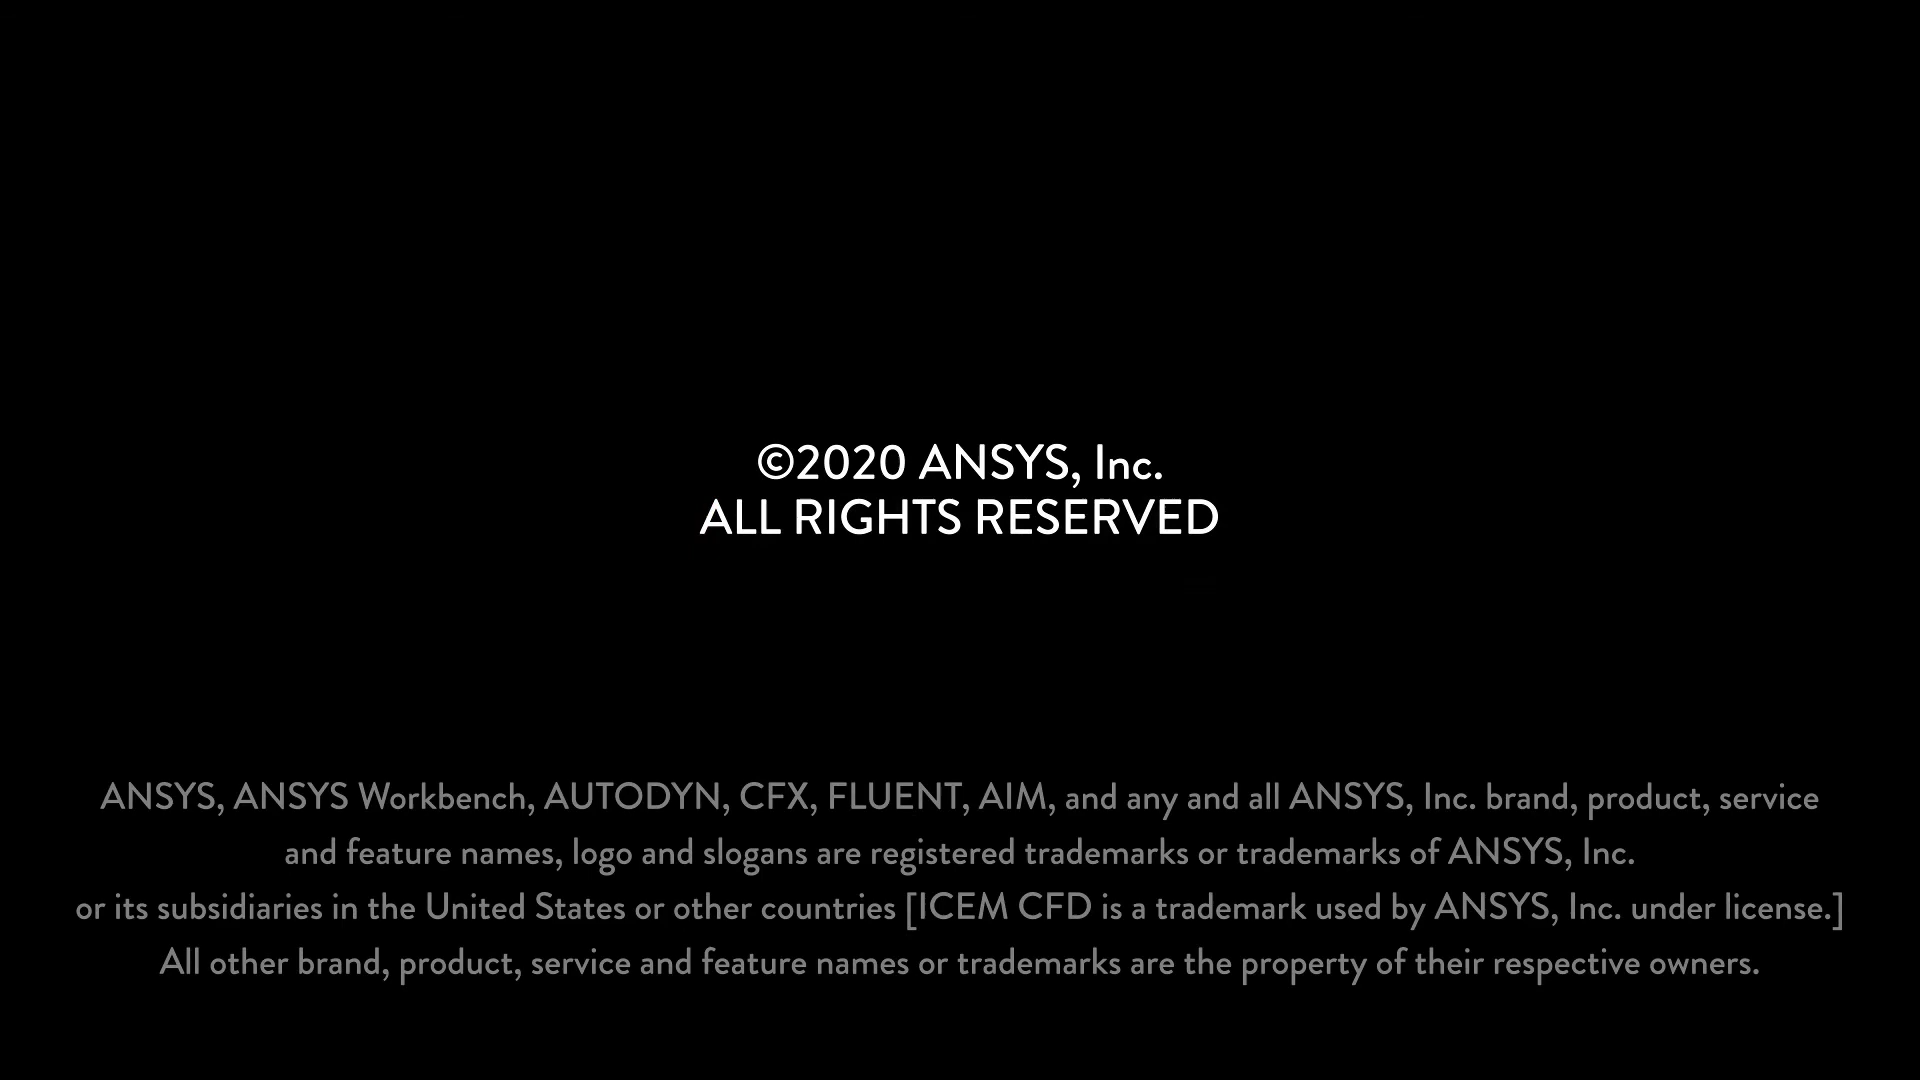 ©2020 ANSYS, Inc.
ALL RIGHTS RESERVED
ANSYS, ANSYS Workbench, AUTODYN, CFX, FLUENT, AIM, and any and all ANSYS, Inc. brand, product, service
and feature names, logo and slogans are registered trademarks or trademarks of ANSYS, Inc.
or its subsidiaries in the United States or other countries [ICEM CFD is a trademark used by ANSYS, Inc. under license.]
All other brand, product, service and feature names or trademarks are the property of their respective owners.